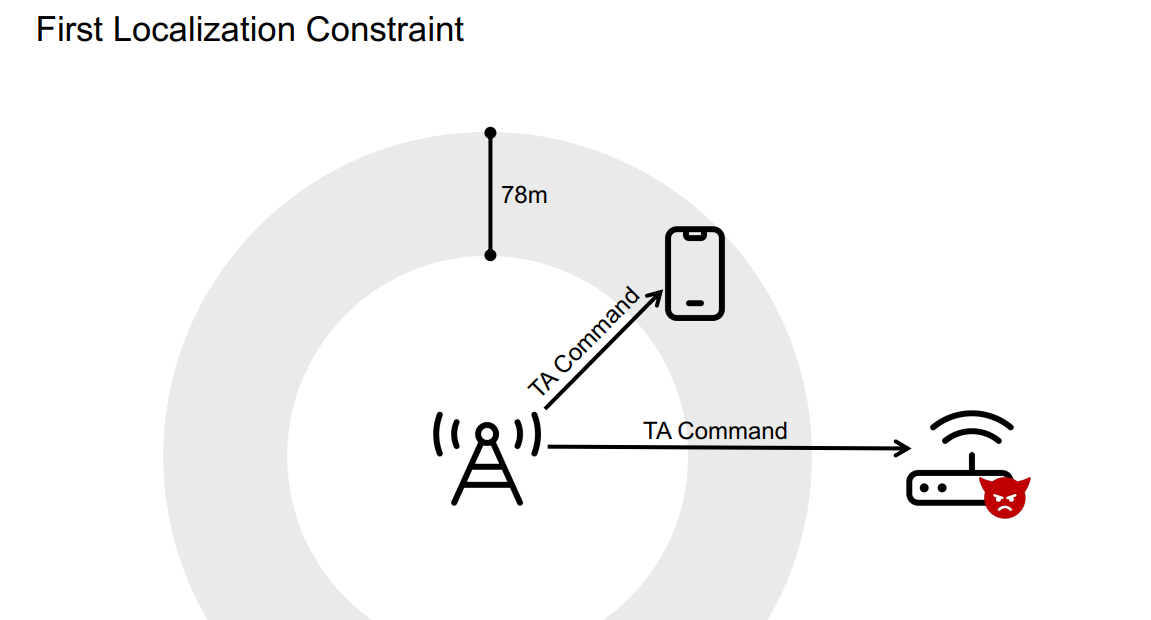 First Localization Constraint
78m
TA Command
TA Command